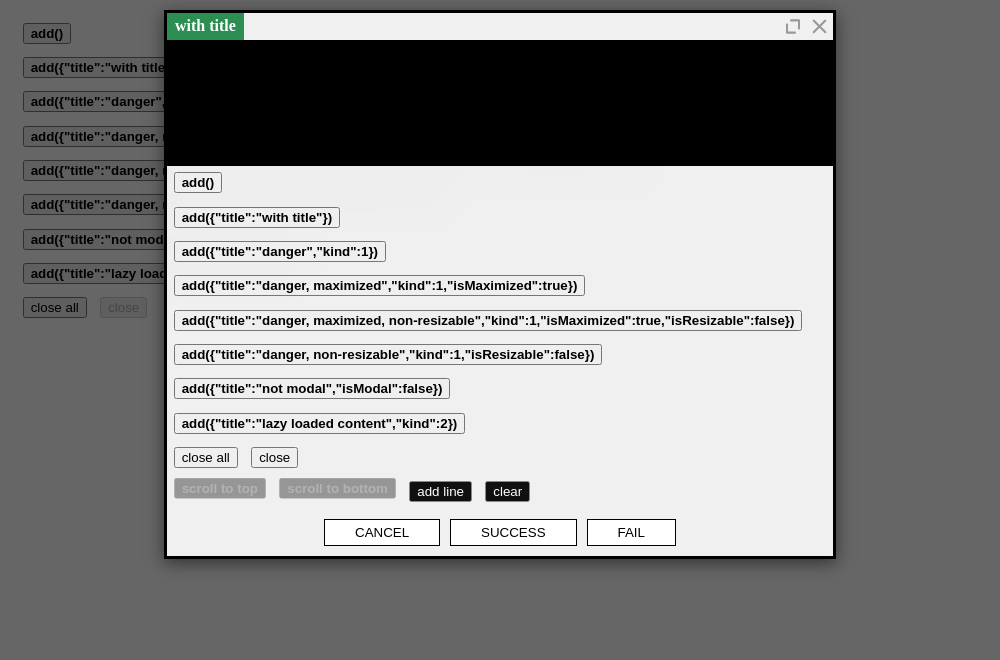 with title
add()
add({"title":"with title
add({"title":"danger",
add({"title":"danger,
add({"title":"danger,
add({"title":"danger,
add({"title":"not mod
add({"title":"lazy load
close all close
add()
add({"title":"with title"})
add({"title":"danger","kind":1})
add({"title":"danger, maximized","kind":1,"isMaximized":true})
add({"title":"danger, maximized, non-resizable","kind":1,"isMaximized":true,"isResizable":false})
add({"title":"danger, non-resizable","kind":1,"isResizable":false})
add({"title":"not modal","isModal":false})
add({"title":"lazy loaded content","kind":2})
close all close
scroll to top scroll to bottom add line clear
CANCEL SUCCESS FAIL